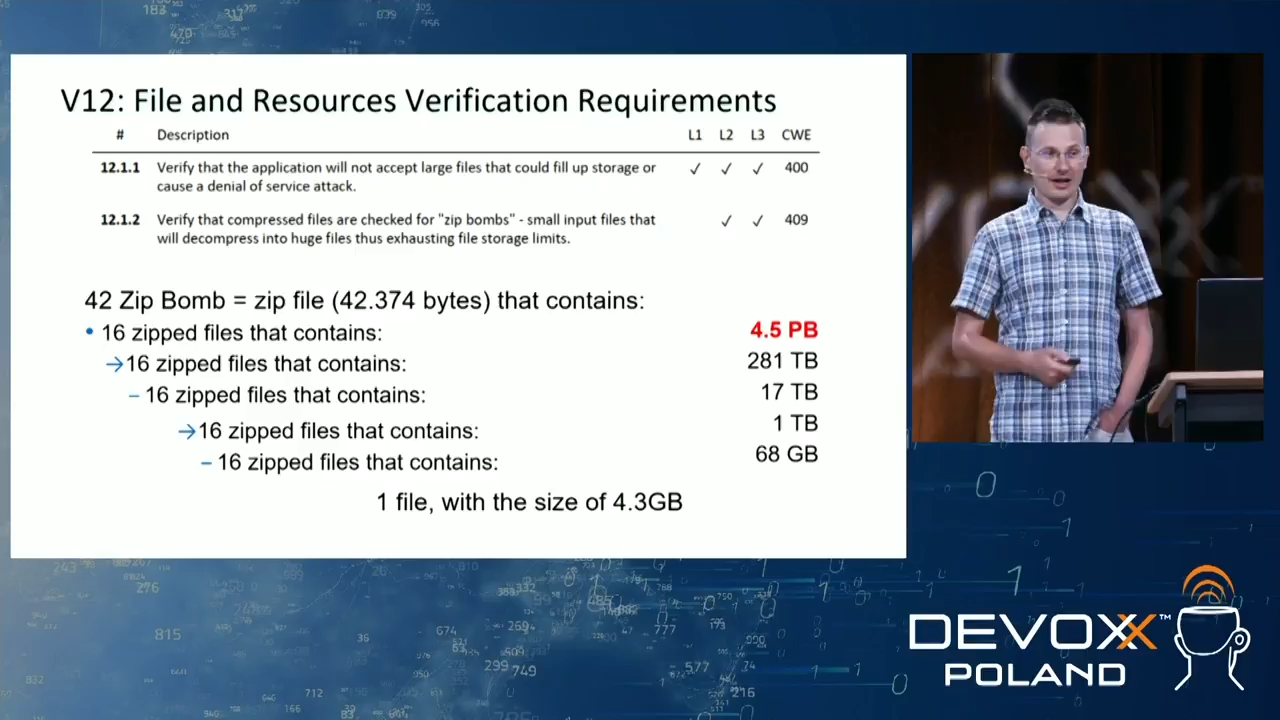 V12: File and Resources Verification Requirements
# Description L1 L2 L3 CWE
12.1.1 Verify that the application will not accept large files that could fill up storage or ✓ ✓ ✓ 400
cause a denial of service attack.
12.1.2 Verify that compressed files are checked for "zip bombs" - small input files that ✓ ✓ 409
will decompress into huge files thus exhausting file storage limits.
42 Zip Bomb = zip file (42.374 bytes) that contains:
• 16 zipped files that contains: 4.5 PB
→16 zipped files that contains: 281 TB
– 16 zipped files that contains: 17 TB
→16 zipped files that contains: 1 TB
– 16 zipped files that contains: 68 GB
1 file, with the size of 4.3GB
DEVOXX™
POLAND